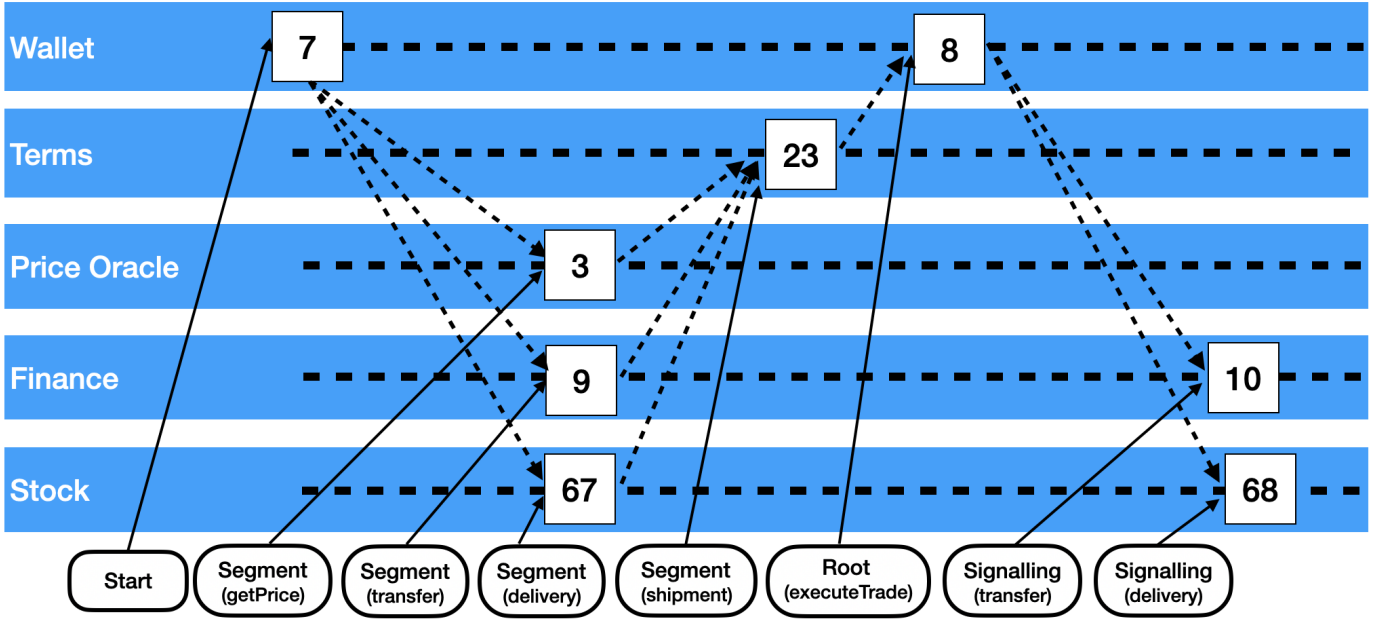 Wallet
7
8
Terms
23
Price Oracle
3
Finance
9
10
Stock
67
68
Start
Segment
(getPrice)
Segment
(transfer)
Segment
(delivery)
Segment
(shipment)
Root
(executeTrade)
Signalling
(transfer)
Signalling
(delivery)